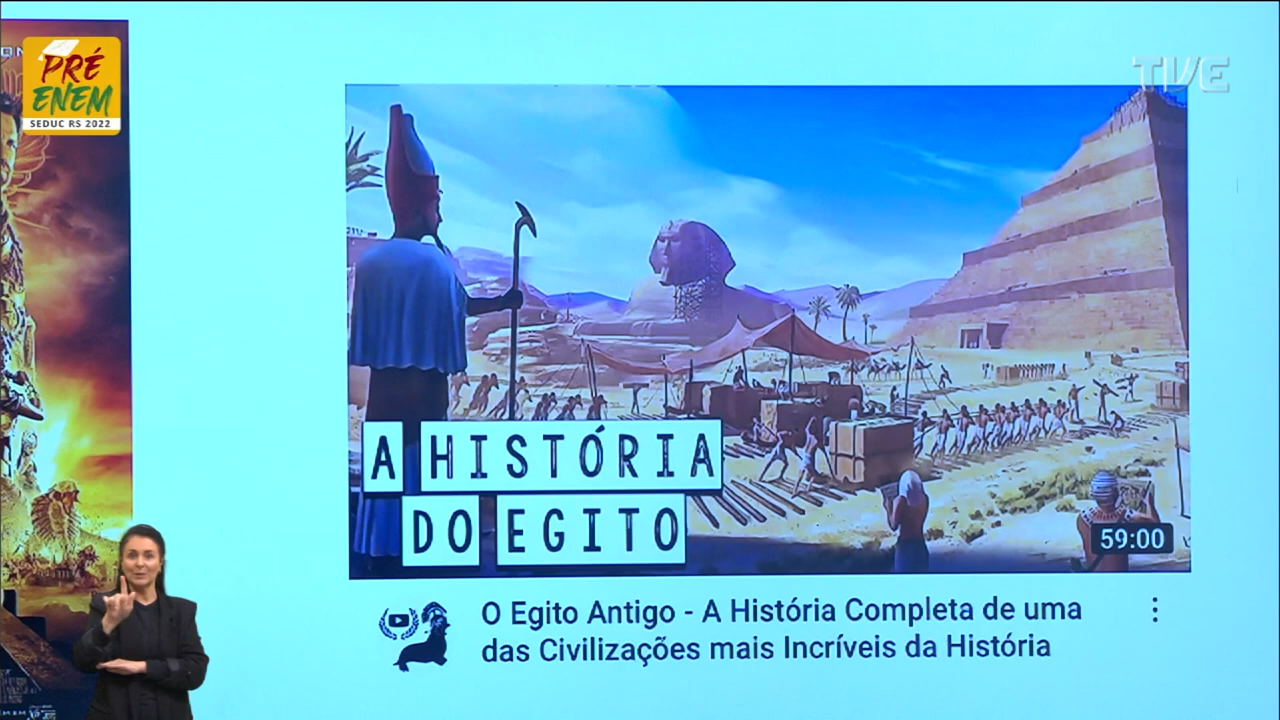 PRÉ
ENEM
SEDUC RS 2022
TVE
A HISTÓRIA
DO EGITO
59:00
O Egito Antigo - A História Completa de uma
das Civilizações mais Incríveis da História